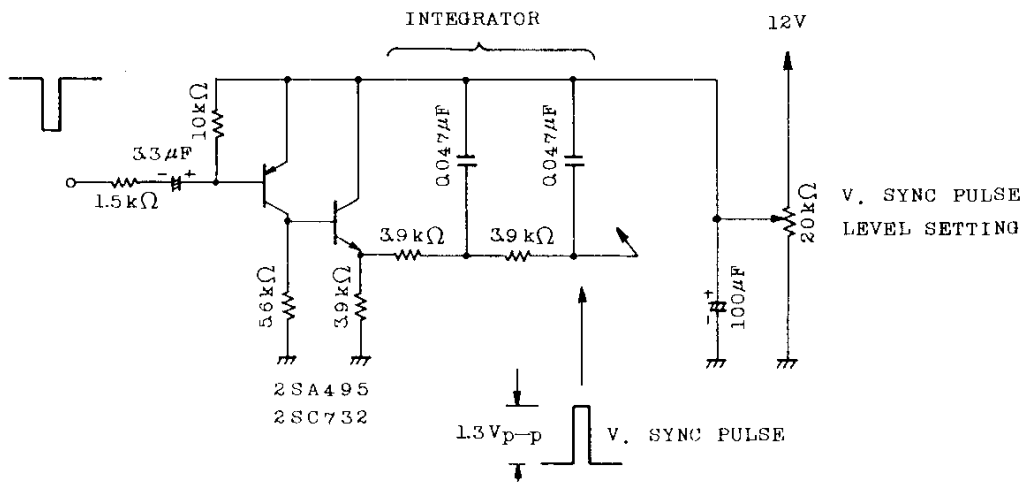 INTEGRATOR
12V
10kΩ
3.3μF
1.5kΩ
0.047μF
0.047μF
20kΩ
V. SYNC PULSE
LEVEL SETTING
3.9kΩ
3.9kΩ
5.6kΩ
3.9kΩ
100μF
2SA495
2SC732
1.3Vp-p
V. SYNC PULSE